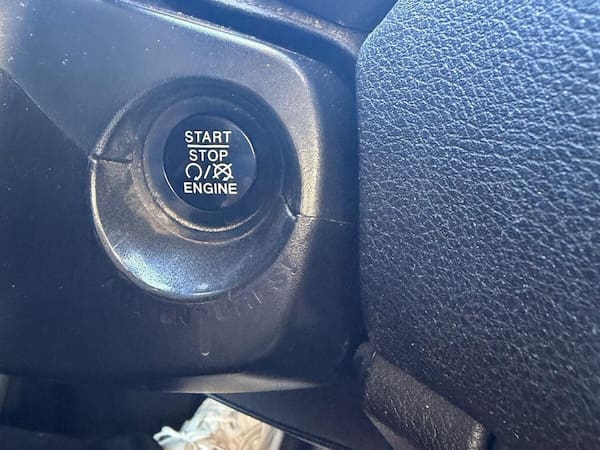 START
STOP
/
ENGINE